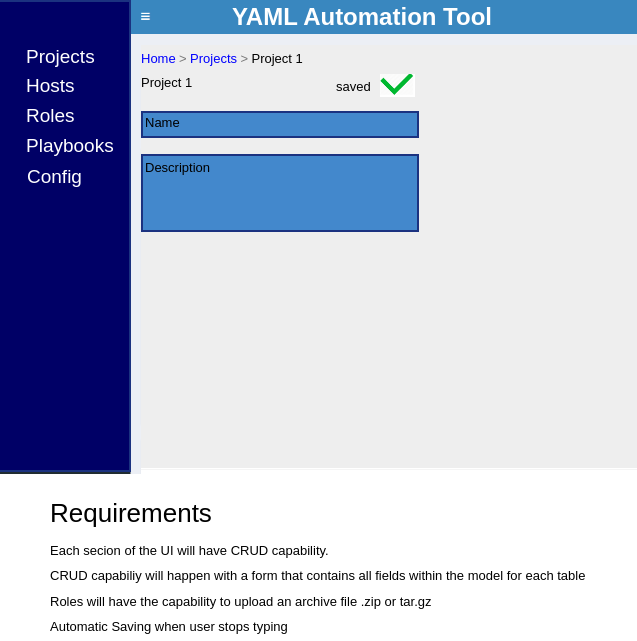 ≡ YAML Automation Tool
Projects
Hosts
Roles
Playbooks
Config
Home > Projects > Project 1
Project 1
saved
Name
Description
Requirements
Each secion of the UI will have CRUD capability.
CRUD capabiliy will happen with a form that contains all fields within the model for each table
Roles will have the capability to upload an archive file .zip or tar.gz
Automatic Saving when user stops typing